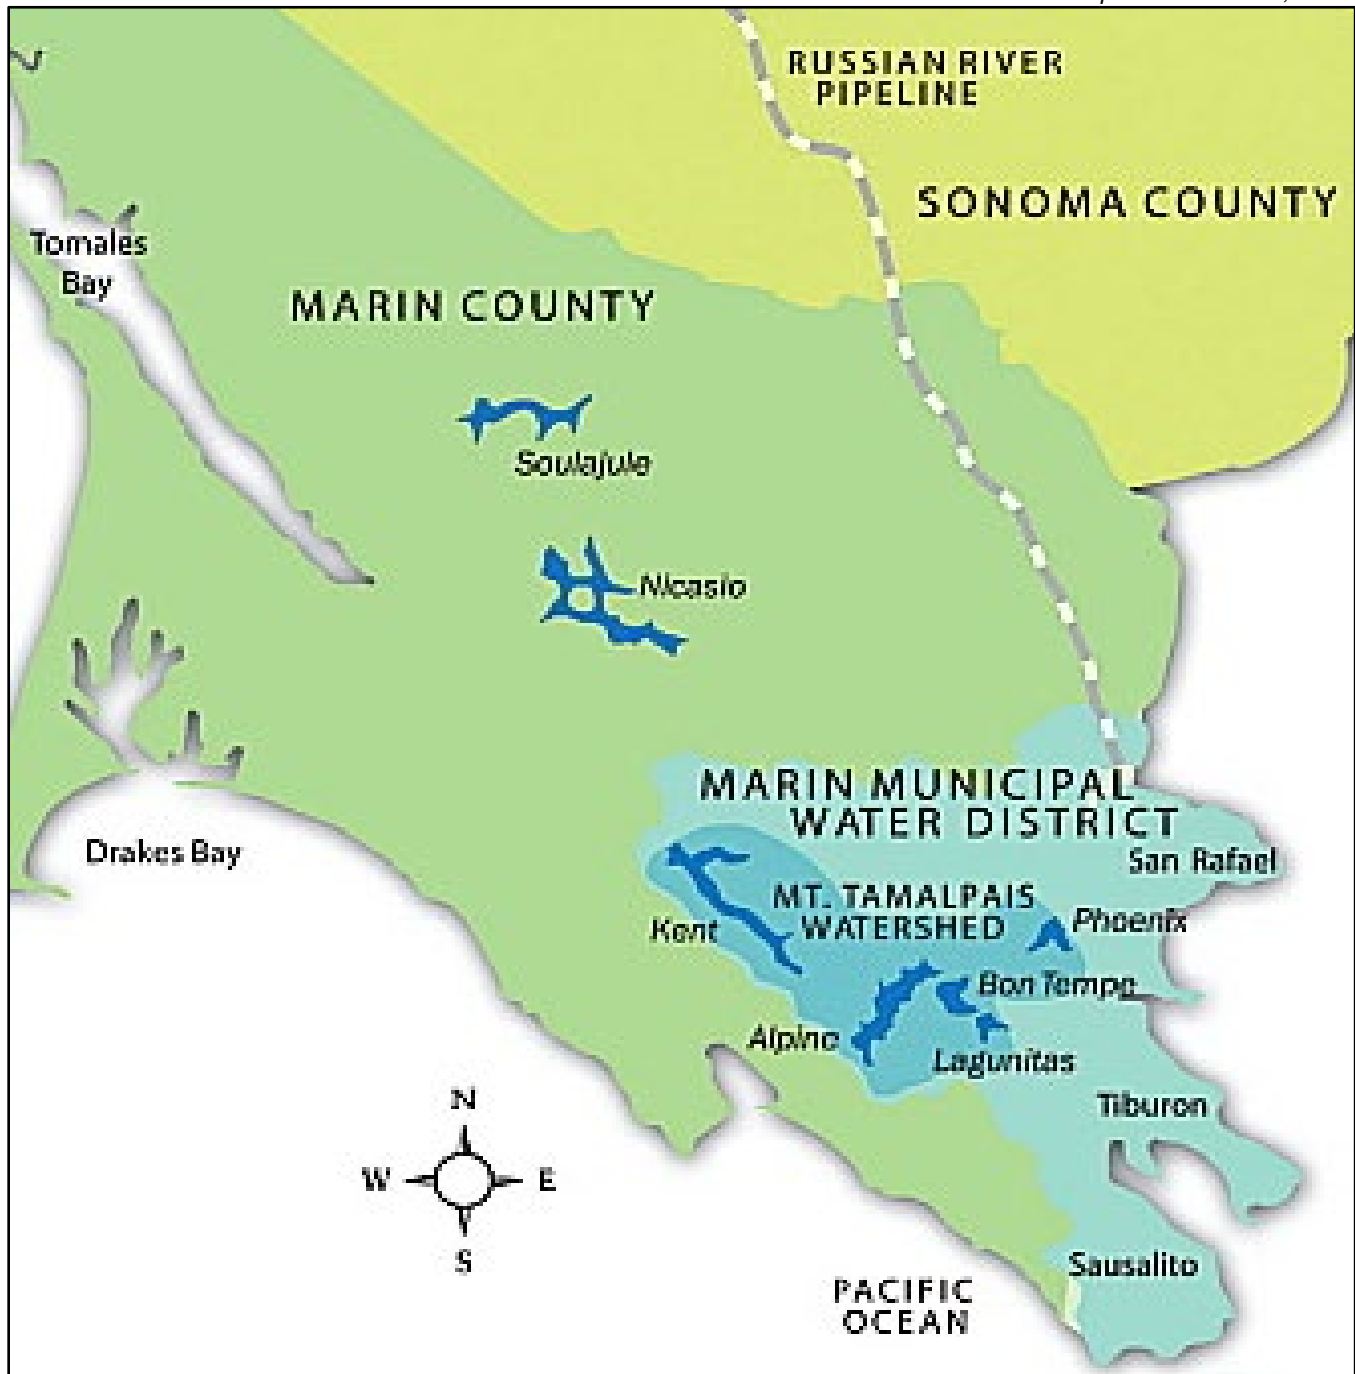 RUSSIAN RIVER
PIPELINE
SONOMA COUNTY
Tomales
Bay
MARIN COUNTY
Soulajule
Nicasio
MARIN MUNICIPAL
WATER DISTRICT
Drakes Bay
San Rafael
MT. TAMALPAIS
WATERSHED
Phoenix
Kent
Bon Tempe
Alpine
Lagunitas
Tiburon
N
W
E
S
Sausalito
PACIFIC
OCEAN